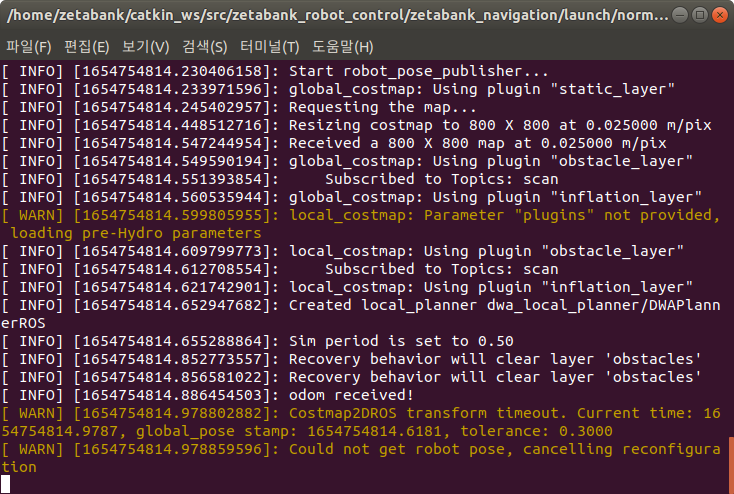 /home/zetabank/catkin_ws/src/zetabank_robot_control/zetabank_navigation/launch/norm...
파일(F) 편집(E) 보기(V) 검색(S) 터미널(T) 도움말(H)
[ INFO] [1654754814.230406158]: Start robot_pose_publisher...
[ INFO] [1654754814.233971596]: global_costmap: Using plugin "static_layer"
[ INFO] [1654754814.245402957]: Requesting the map...
[ INFO] [1654754814.448512716]: Resizing costmap to 800 X 800 at 0.025000 m/pix
[ INFO] [1654754814.547244954]: Received a 800 X 800 map at 0.025000 m/pix
[ INFO] [1654754814.549590194]: global_costmap: Using plugin "obstacle_layer"
[ INFO] [1654754814.551393854]:     Subscribed to Topics: scan
[ INFO] [1654754814.560535944]: global_costmap: Using plugin "inflation_layer"
[ WARN] [1654754814.599805955]: local_costmap: Parameter "plugins" not provided,
 loading pre-Hydro parameters
[ INFO] [1654754814.609799773]: local_costmap: Using plugin "obstacle_layer"
[ INFO] [1654754814.612708554]:     Subscribed to Topics: scan
[ INFO] [1654754814.621742901]: local_costmap: Using plugin "inflation_layer"
[ INFO] [1654754814.652947682]: Created local_planner dwa_local_planner/DWAPlann
erROS
[ INFO] [1654754814.655288864]: Sim period is set to 0.50
[ INFO] [1654754814.852773557]: Recovery behavior will clear layer 'obstacles'
[ INFO] [1654754814.856581022]: Recovery behavior will clear layer 'obstacles'
[ INFO] [1654754814.886454503]: odom received!
[ WARN] [1654754814.978802882]: Costmap2DROS transform timeout. Current time: 16
54754814.9787, global_pose stamp: 1654754814.6181, tolerance: 0.3000
[ WARN] [1654754814.978859596]: Could not get robot pose, cancelling reconfigura
tion